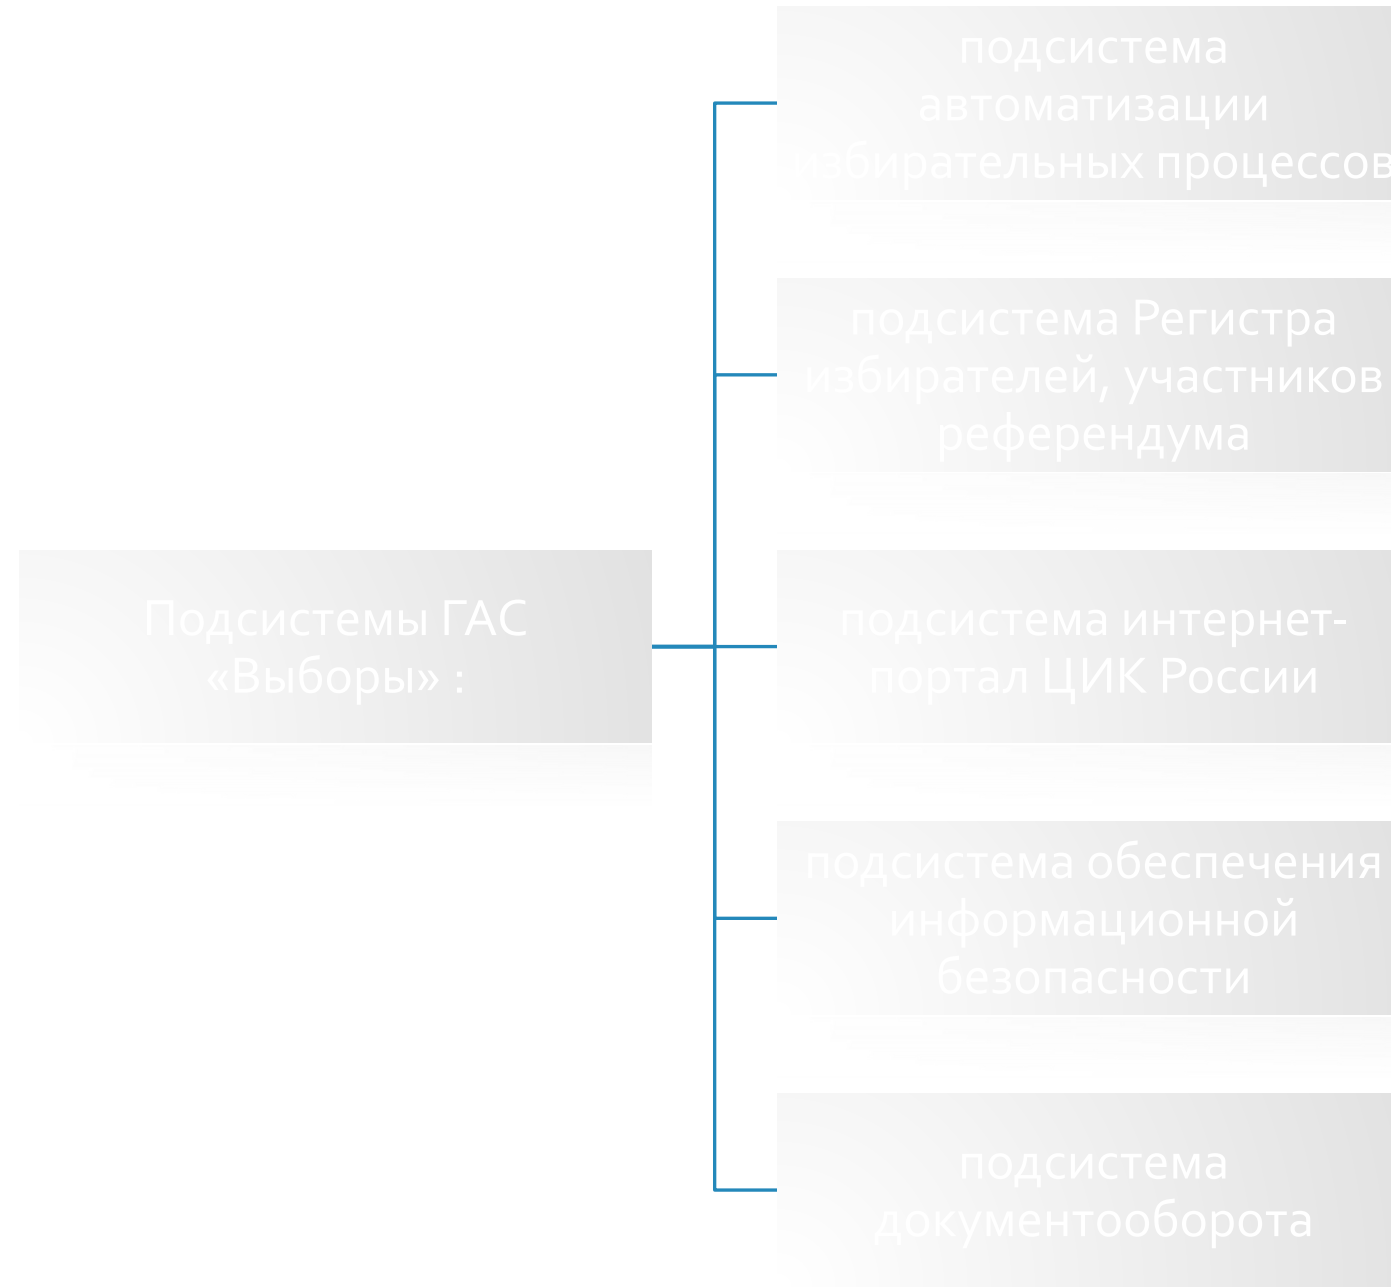 подсистема
автоматизации
избирательных процессов
подсистема Регистра
избирателей, участников
референдума
Подсистемы ГАС
«Выборы» :
подсистема интернет-
портал ЦИК России
подсистема обеспечения
информационной
безопасности
подсистема
документооборота